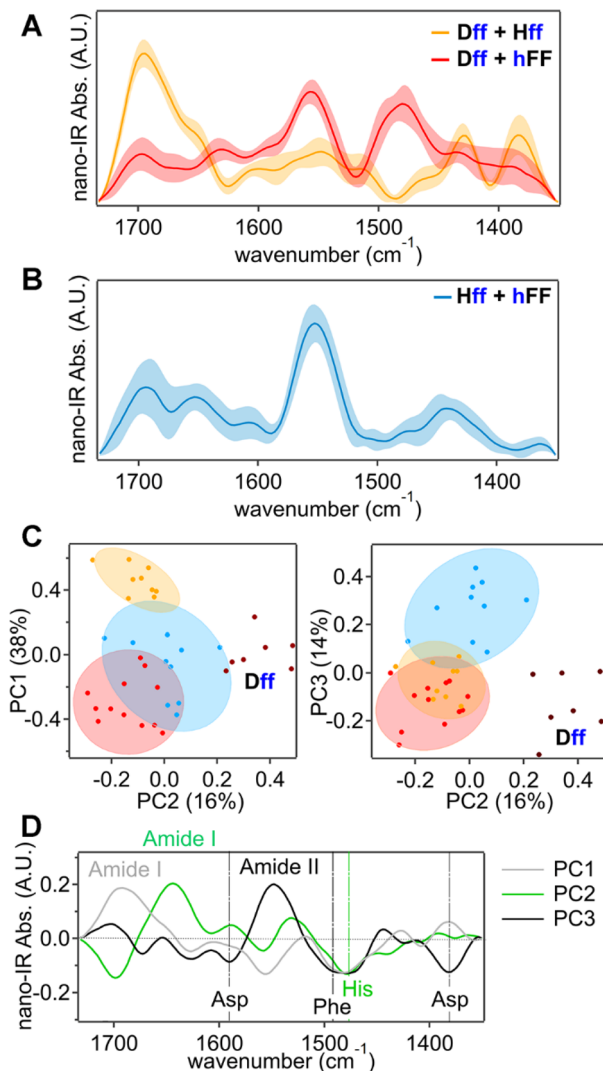 A
Dff + Hff
Dff + hFF
nano-IR Abs. (A.U.)
1700 1600 1500 1400
wavenumber (cm-1)
B
Hff + hFF
nano-IR Abs. (A.U.)
1700 1600 1500 1400
wavenumber (cm-1)
C
PC1 (38%)
0.4
0.0
-0.4
Dff
-0.2 0.0 0.2 0.4
PC2 (16%)
PC3 (14%)
0.4
0.2
0.0
-0.2
Dff
-0.2 0.0 0.2 0.4
PC2 (16%)
D
Amide I
Amide I
Amide II
nano-IR Abs. (A.U.)
0.2
0.0
-0.2
Asp
Phe
His
Asp
PC1
PC2
PC3
1700 1600 1500 1400
wavenumber (cm-1)